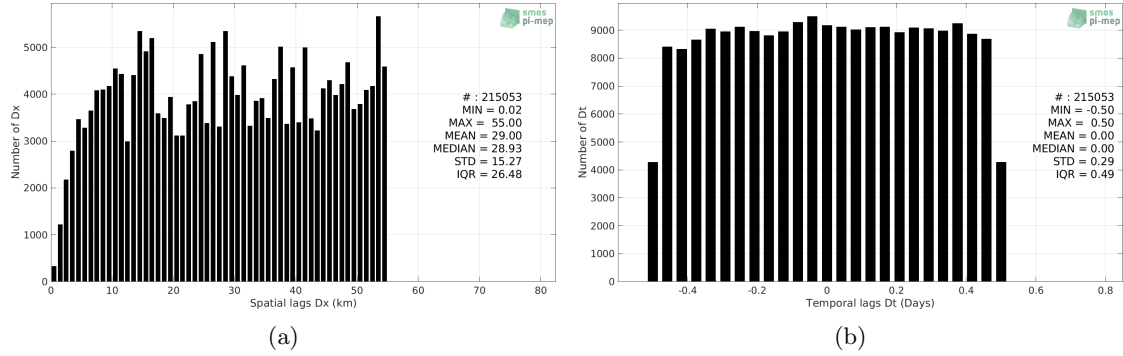 smos
pi-mep
5000
4000
3000
2000
1000
0
Number of Dx
# : 215053
MIN = 0.02
MAX = 55.00
MEAN = 29.00
MEDIAN = 28.93
STD = 15.27
IQR = 26.48
0 10 20 30 40 50 60 70 80
Spatial lags Dx (km)
(a)
smos
pi-mep
9000
8000
7000
6000
5000
4000
3000
2000
1000
0
Number of Dt
# : 215053
MIN = -0.50
MAX = 0.50
MEAN = 0.00
MEDIAN = 0.00
STD = 0.29
IQR = 0.49
-0.4 -0.2 0 0.2 0.4 0.6 0.8
Temporal lags Dt (Days)
(b)